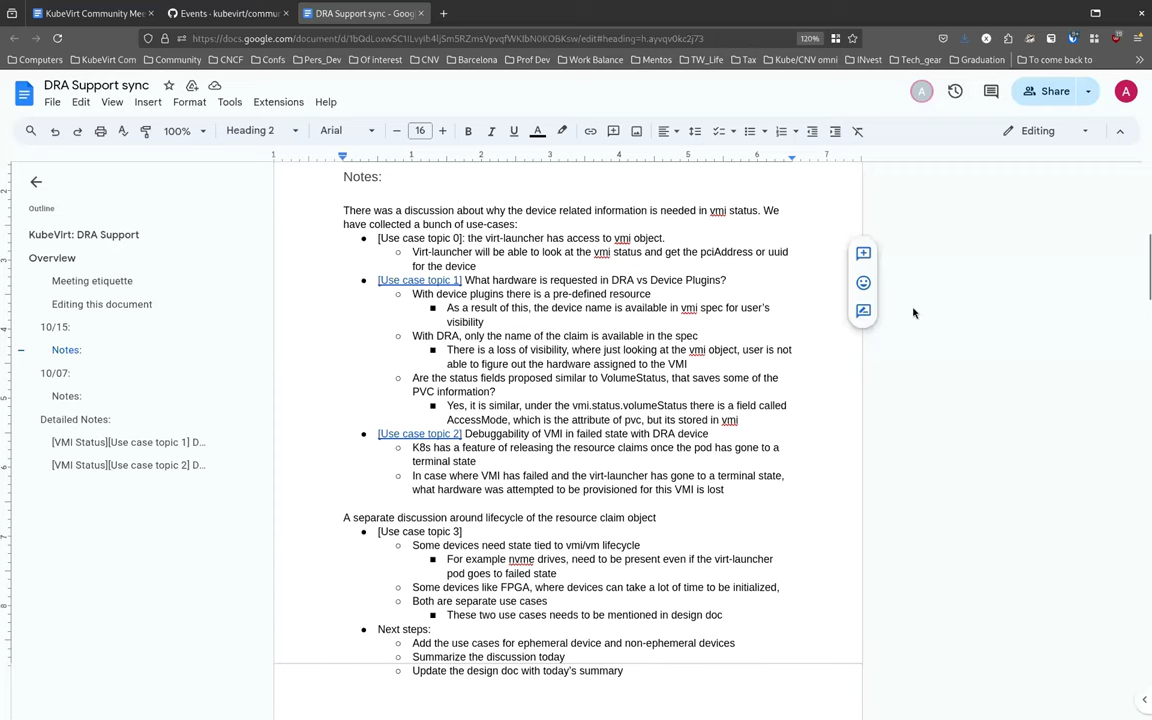 KubeVirt Community Me
Events - kubevirt/commu
DRA Support sync - Goog
https://docs.google.com/document/d/
120%
Computers
KubeVirt Com
Community
CNCF
Confs
Pers_Dev
Of interest
CNV
Barcelona
Prof Dev
Work Balance
Mentos
TW_Life
Tax
Kube/CNV omni
INvest
Tech_gear
Graduation
To come back to
DRA Support sync
File Edit View Insert Format Tools Extensions Help
A
Share
A
100%
Heading 2
Arial
16
B I U A
Editing
1 1 2 3 4 5 6 7
Outline
KubeVirt: DRA Support
Overview
Meeting etiquette
Editing this document
10/15:
Notes:
10/07:
Notes:
Detailed Notes:
[VMI Status][Use case topic 1] D...
[VMI Status][Use case topic 2] D...
2
3
4
5
6
7
8
Notes:
There was a discussion about why the device related information is needed in vmi status. We
have collected a bunch of use-cases:
● [Use case topic 0]: the virt-launcher has access to vmi object.
○ Virt-launcher will be able to look at the vmi status and get the pciAddress or uuid
for the device
● [Use case topic 1] What hardware is requested in DRA vs Device Plugins?
○ With device plugins there is a pre-defined resource
■ As a result of this, the device name is available in vmi spec for user's
visibility
○ With DRA, only the name of the claim is available in the spec
■ There is a loss of visibility, where just looking at the vmi object, user is not
able to figure out the hardware assigned to the VMI
○ Are the status fields proposed similar to VolumeStatus, that saves some of the
PVC information?
■ Yes, it is similar, under the vmi.status.volumeStatus there is a field called
AccessMode, which is the attribute of pvc, but its stored in vmi
● [Use case topic 2] Debuggability of VMI in failed state with DRA device
○ K8s has a feature of releasing the resource claims once the pod has gone to a
terminal state
○ In case where VMI has failed and the virt-launcher has gone to a terminal state,
what hardware was attempted to be provisioned for this VMI is lost
A separate discussion around lifecycle of the resource claim object
● [Use case topic 3]
○ Some devices need state tied to vmi/vm lifecycle
■ For example nvme drives, need to be present even if the virt-launcher
pod goes to failed state
○ Some devices like FPGA, where devices can take a lot of time to be initialized,
○ Both are separate use cases
■ These two use cases needs to be mentioned in design doc
● Next steps:
○ Add the use cases for ephemeral device and non-ephemeral devices
○ Summarize the discussion today
○ Update the design doc with today's summary